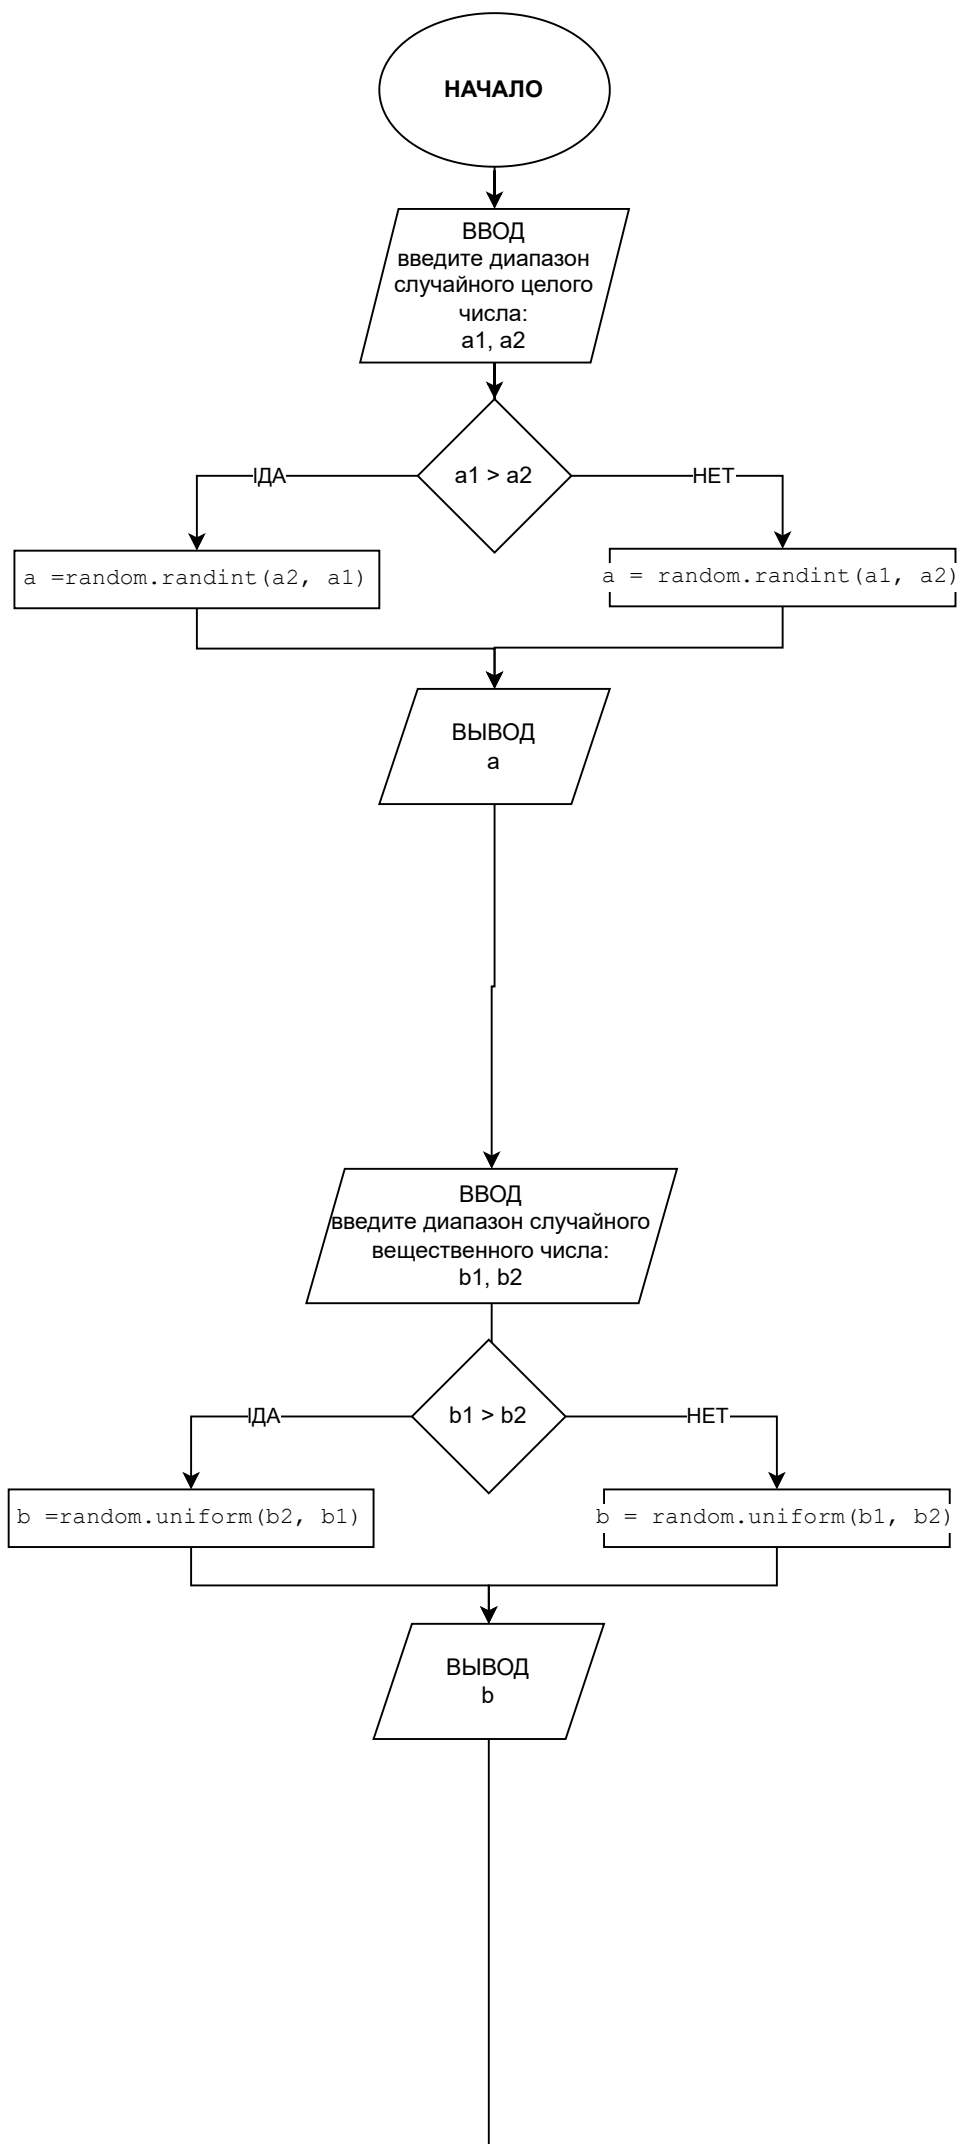 НАЧАЛО
ВВОД
введите диапазон
случайного целого
числа:
a1, a2
a1 > a2
IДА
НЕТ
a =random.randint(a2, a1)
a = random.randint(a1, a2)
ВЫВОД
a
ВВОД
введите диапазон случайного
вещественного числа:
b1, b2
b1 > b2
IДА
НЕТ
b =random.uniform(b2, b1)
b = random.uniform(b1, b2)
ВЫВОД
b